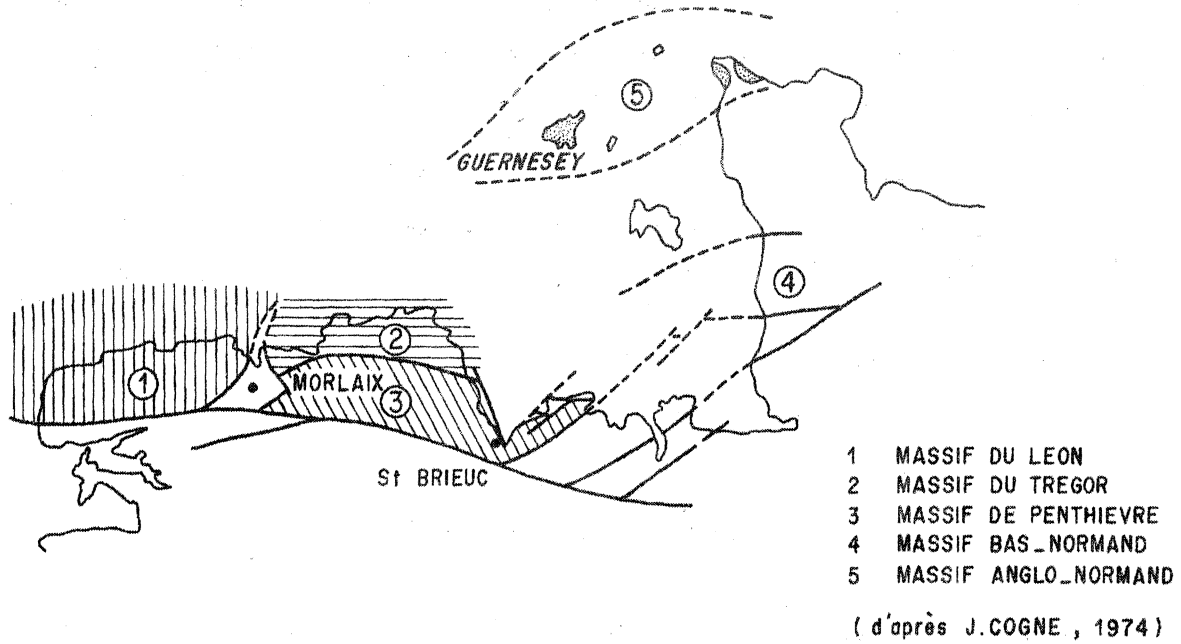 5
GUERNESEY
4
2
1
MORLAIX
3
St BRIEUC
1 MASSIF DU LEON
2 MASSIF DU TREGOR
3 MASSIF DE PENTHIEVRE
4 MASSIF BAS_NORMAND
5 MASSIF ANGLO_NORMAND
( d'après J.COGNE , 1974 )